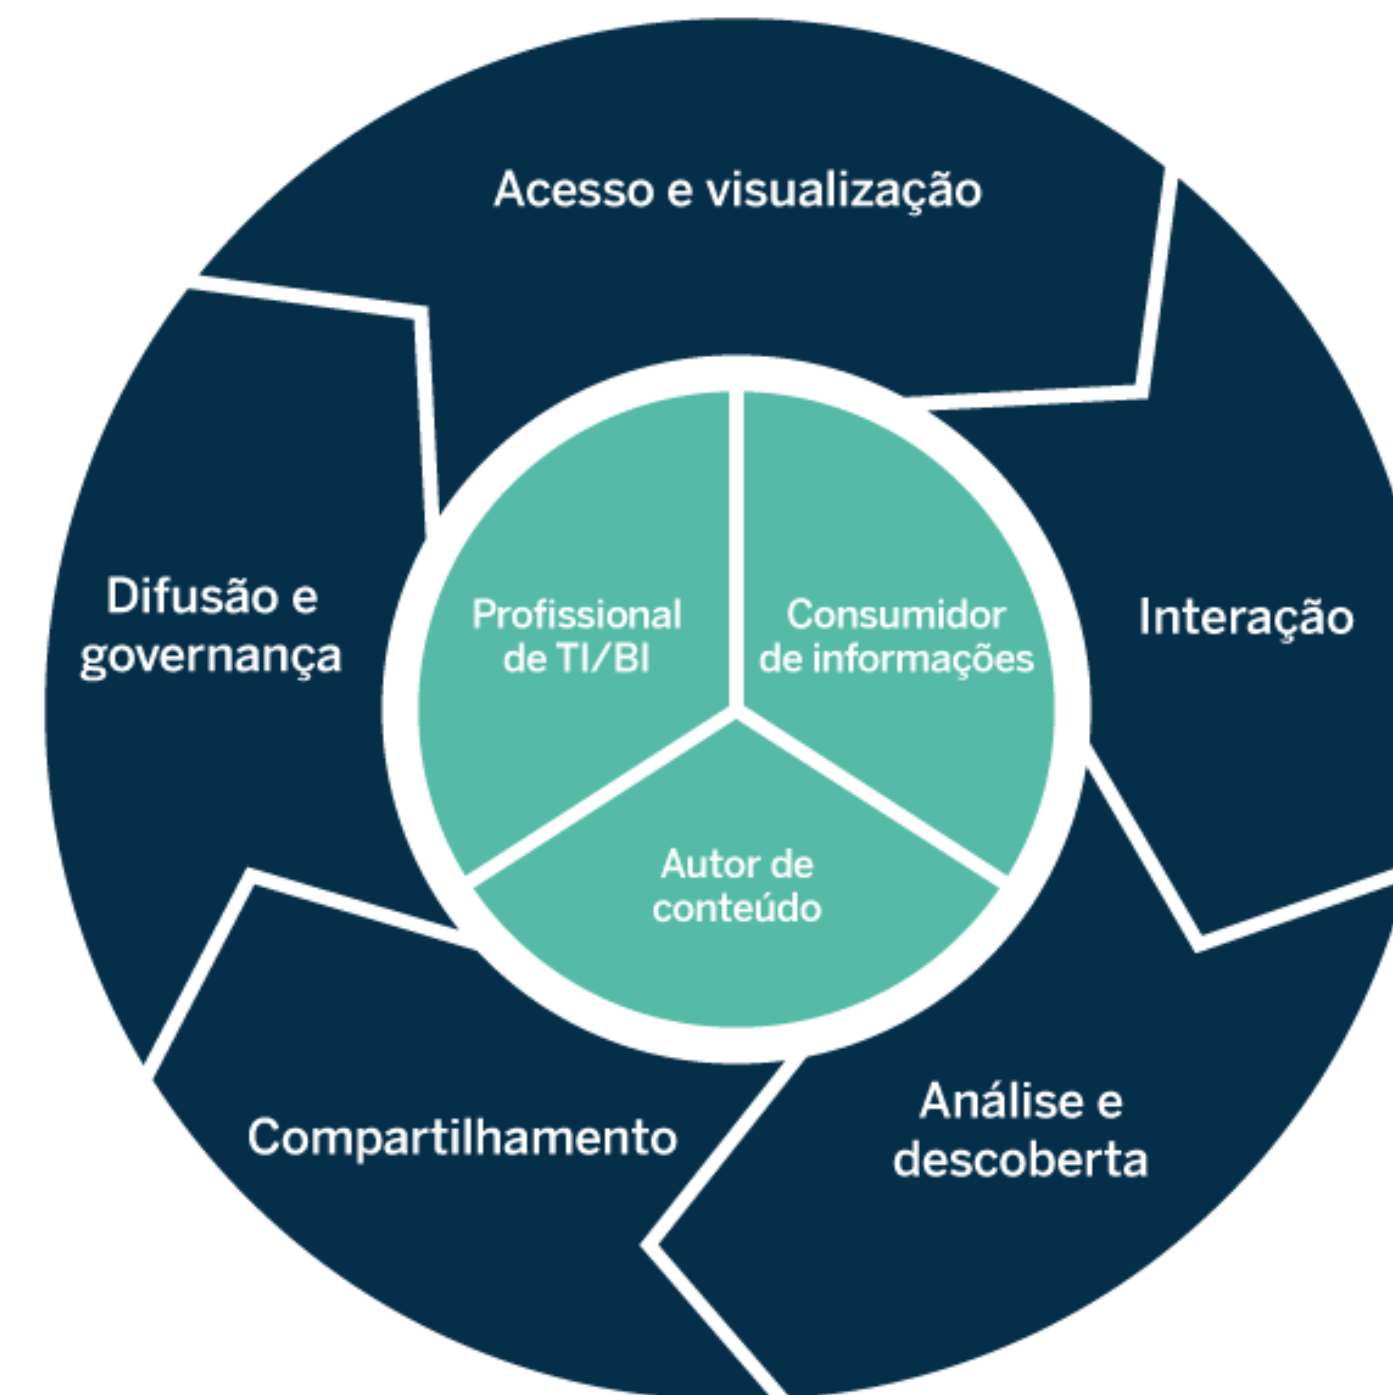 Acesso e visualização
Difusão e
governança
Profissional
de TI/BI
Consumidor
de informações
Interação
Autor de
conteúdo
Compartilhamento
Análise e
descoberta